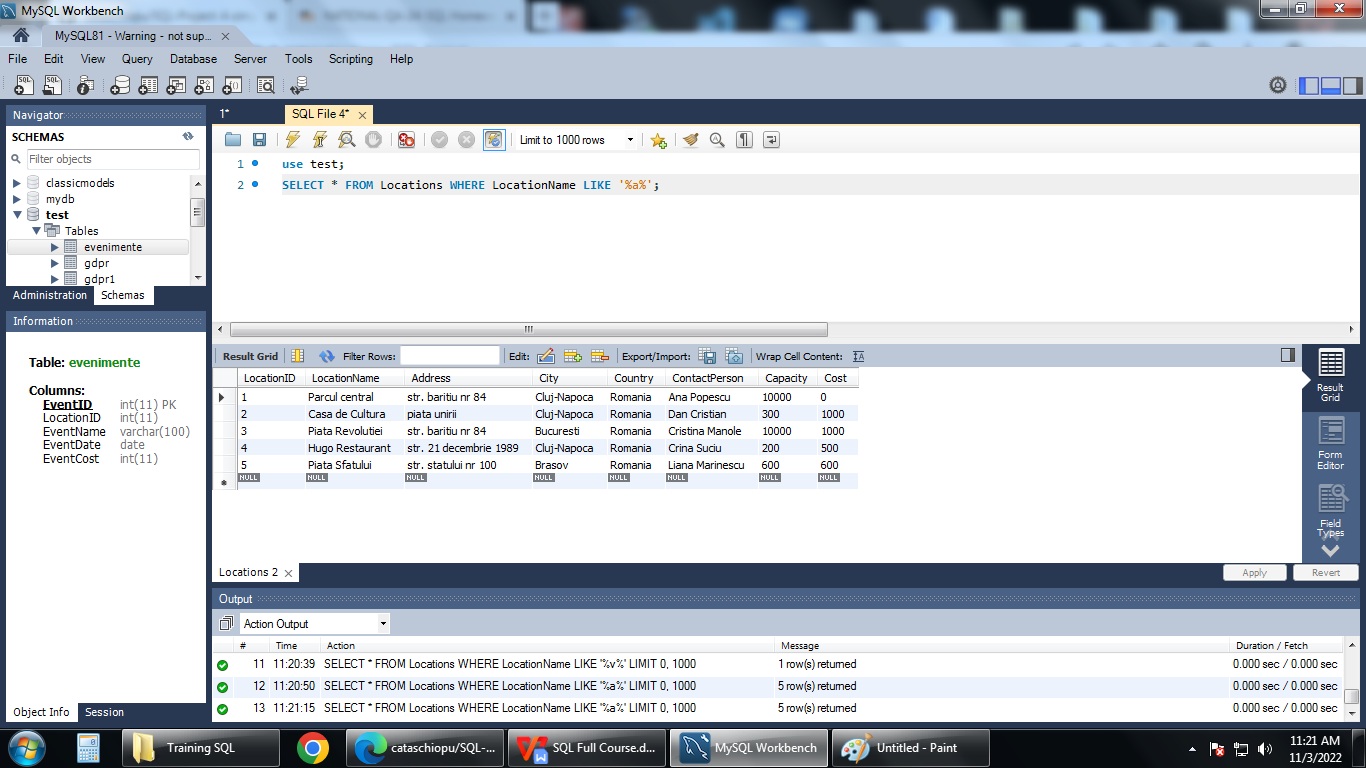 MySQL Workbench
MySQL81 - Warning - not sup... ×
File Edit View Query Database Server Tools Scripting Help
Navigator
SCHEMAS
Filter objects
classicmodels
mydb
test
Tables
evenimente
gdpr
gdpr1
Administration Schemas
Information
Table: evenimente
Columns:
EventID int(11) PK
LocationID int(11)
EventName varchar(100)
EventDate date
EventCost int(11)
Object Info Session
1* SQL File 4* ×
Limit to 1000 rows
1 use test;
2 SELECT * FROM Locations WHERE LocationName LIKE '%a%';
Result Grid Filter Rows: Edit: Export/Import: Wrap Cell Content:
LocationID LocationName Address City Country ContactPerson Capacity Cost
1 Parcul central str. baritiu nr 84 Cluj-Napoca Romania Ana Popescu 10000 0
2 Casa de Cultura piata unirii Cluj-Napoca Romania Dan Cristian 300 1000
3 Piata Revolutiei str. baritiu nr 84 Bucuresti Romania Cristina Manole 10000 1000
4 Hugo Restaurant str. 21 decembrie 1989 Cluj-Napoca Romania Crina Suciu 200 500
5 Piata Sfatului str. statului nr 100 Brasov Romania Liana Marinescu 600 600
NULL NULL NULL NULL NULL NULL NULL NULL
Result Grid
Form Editor
Field Types
Locations 2 ×
Apply Revert
Output
Action Output
# Time Action Message Duration / Fetch
11 11:20:39 SELECT * FROM Locations WHERE LocationName LIKE '%v%' LIMIT 0, 1000 1 row(s) returned 0.000 sec / 0.000 sec
12 11:20:50 SELECT * FROM Locations WHERE LocationName LIKE '%a%' LIMIT 0, 1000 5 row(s) returned 0.000 sec / 0.000 sec
13 11:21:15 SELECT * FROM Locations WHERE LocationName LIKE '%a%' LIMIT 0, 1000 5 row(s) returned 0.000 sec / 0.000 sec
Training SQL cataschiopu/SQL-... SQL Full Course.d... MySQL Workbench Untitled - Paint
11:21 AM
11/3/2022